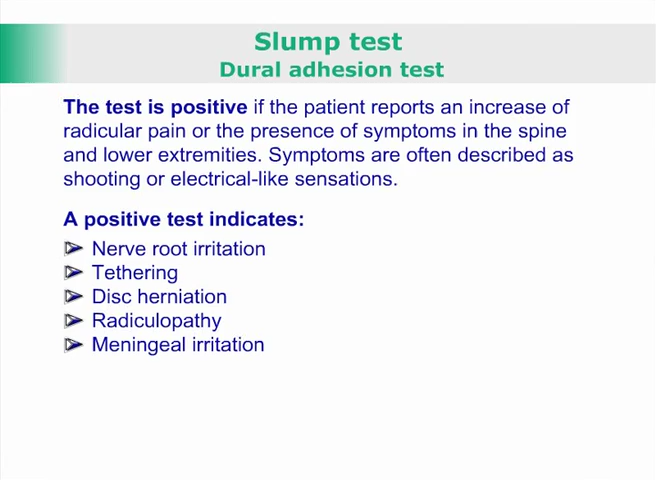 Slump test
Dural adhesion test
The test is positive if the patient reports an increase of
radicular pain or the presence of symptoms in the spine
and lower extremities. Symptoms are often described as
shooting or electrical-like sensations.
A positive test indicates:
Nerve root irritation
Tethering
Disc herniation
Radiculopathy
Meningeal irritation